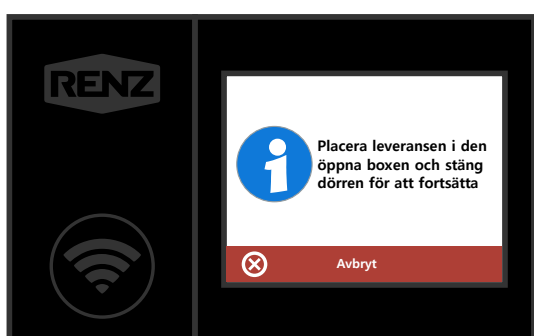 RENZ
Placera leveransen i den
öppna boxen och stäng
dörren för att fortsätta
Avbryt